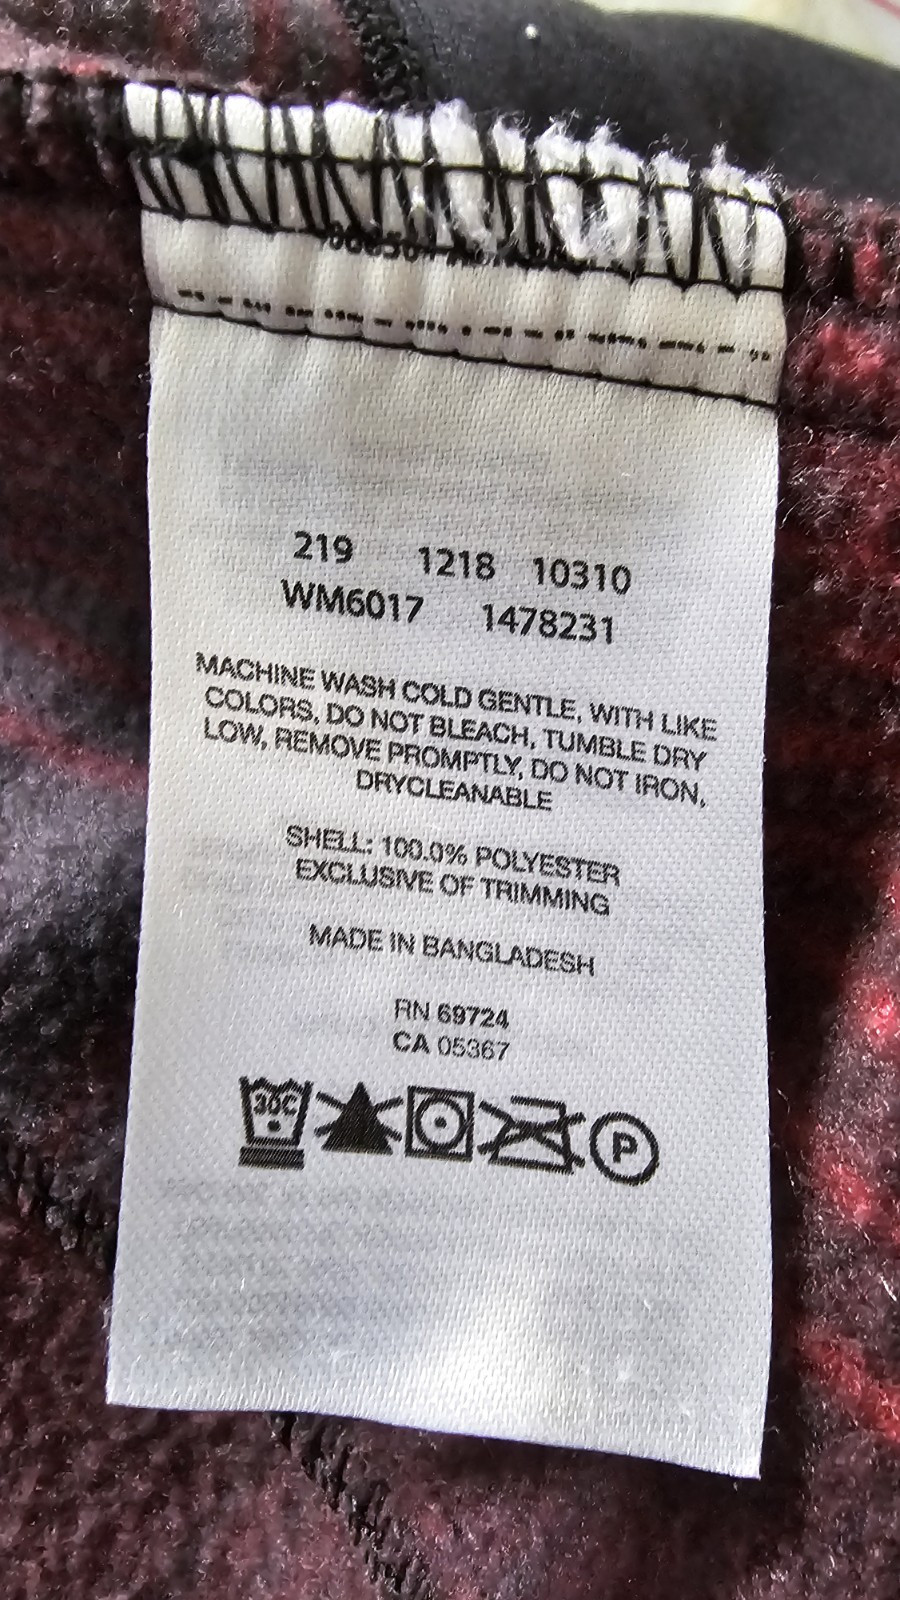 219 1218 10310
WM6017 1478231
MACHINE WASH COLD GENTLE, WITH LIKE
COLORS, DO NOT BLEACH, TUMBLE DRY
LOW, REMOVE PROMPTLY, DO NOT IRON,
DRYCLEANABLE
SHELL: 100.0% POLYESTER
EXCLUSIVE OF TRIMMING
MADE IN BANGLADESH
RN 69724
CA 05367
30C P